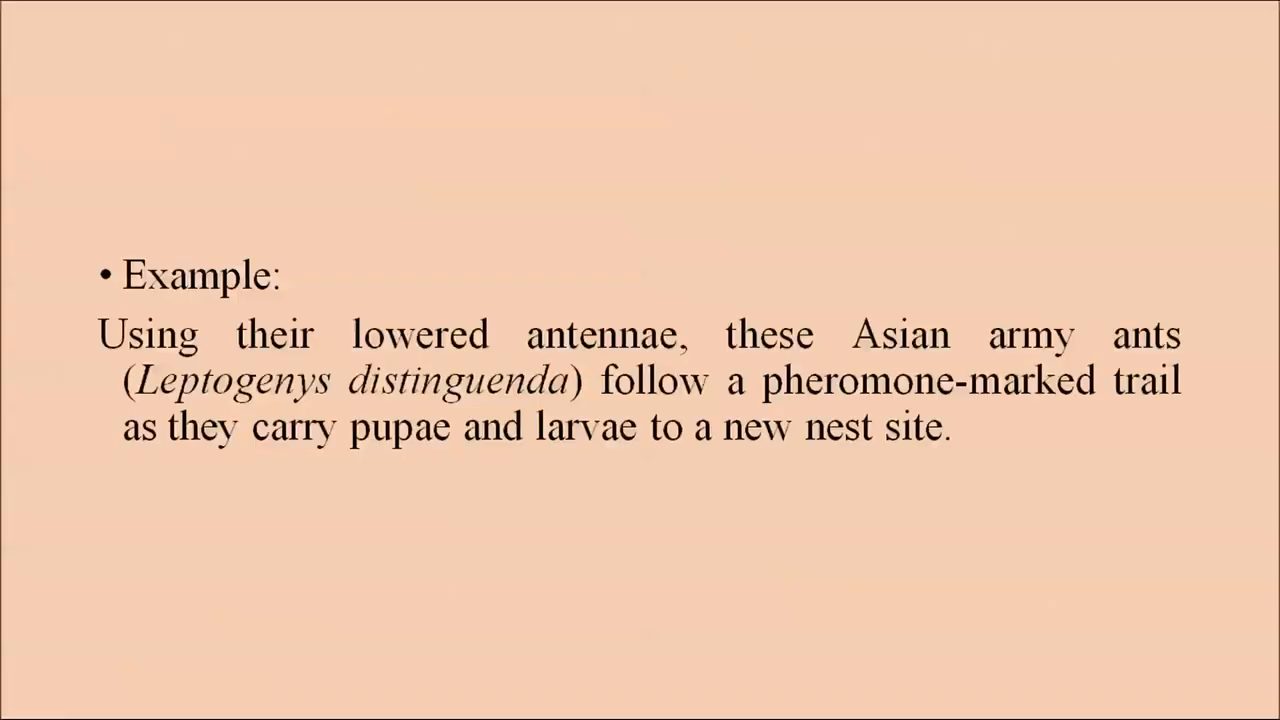 • Example:
Using their lowered antennae, these Asian army ants
(Leptogenys distinguenda) follow a pheromone-marked trail
as they carry pupae and larvae to a new nest site.